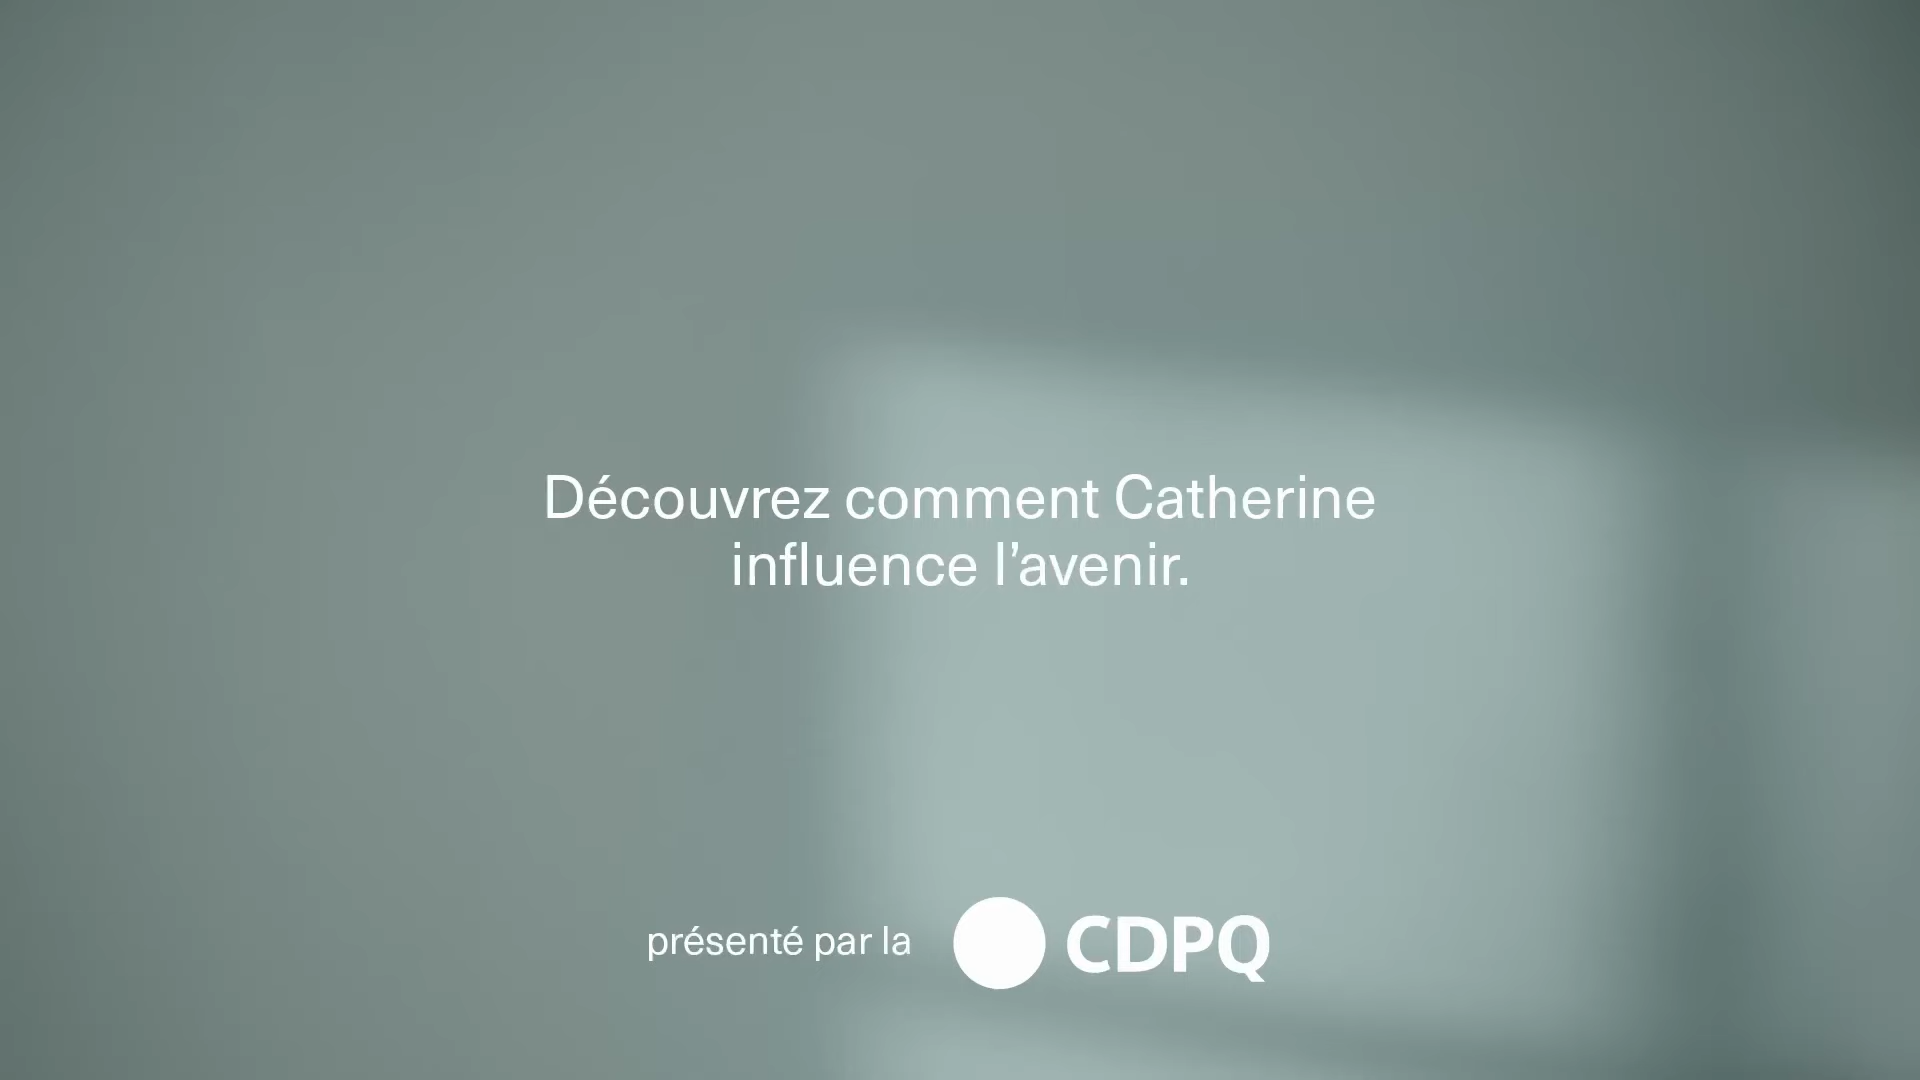 Découvrez comment Catherine
influence l’avenir.
présenté par la CDPQ